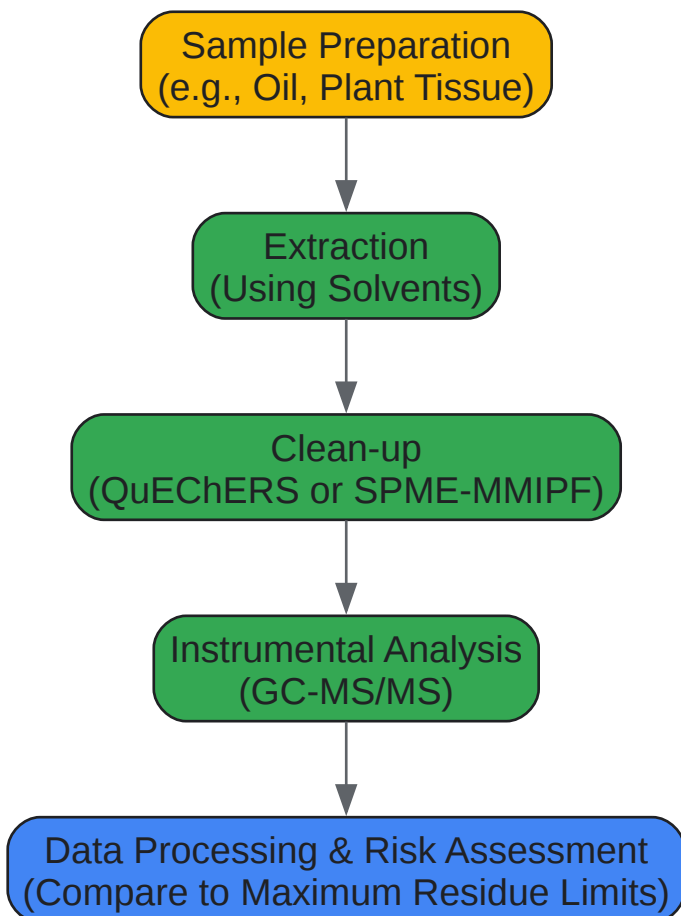 Sample Preparation
(e.g., Oil, Plant Tissue)
Extraction
(Using Solvents)
Clean-up
(QuEChERS or SPME-MMIPF)
Instrumental Analysis
(GC-MS/MS)
Data Processing & Risk Assessment
(Compare to Maximum Residue Limits)